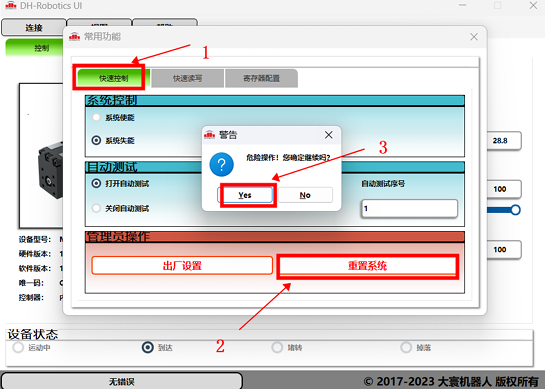 DH-Robotics UI
连接
控制
常用功能
1
快速控制
快速读写
寄存器配置
系统控制
系统使能
系统失能
警告
危险操作！您确定继续吗？
3
Yes
No
28.8
自动测试
打开自动测试
关闭自动测试
自动测试序号
1
100
管理员操作
出厂设置
重置系统
100
2
设备型号：
硬件版本： 1
软件版本： 1
唯一码：
控制器：
设备状态
运动中
到达
堵转
掉落
无错误
© 2017-2023 大寰机器人 版权所有